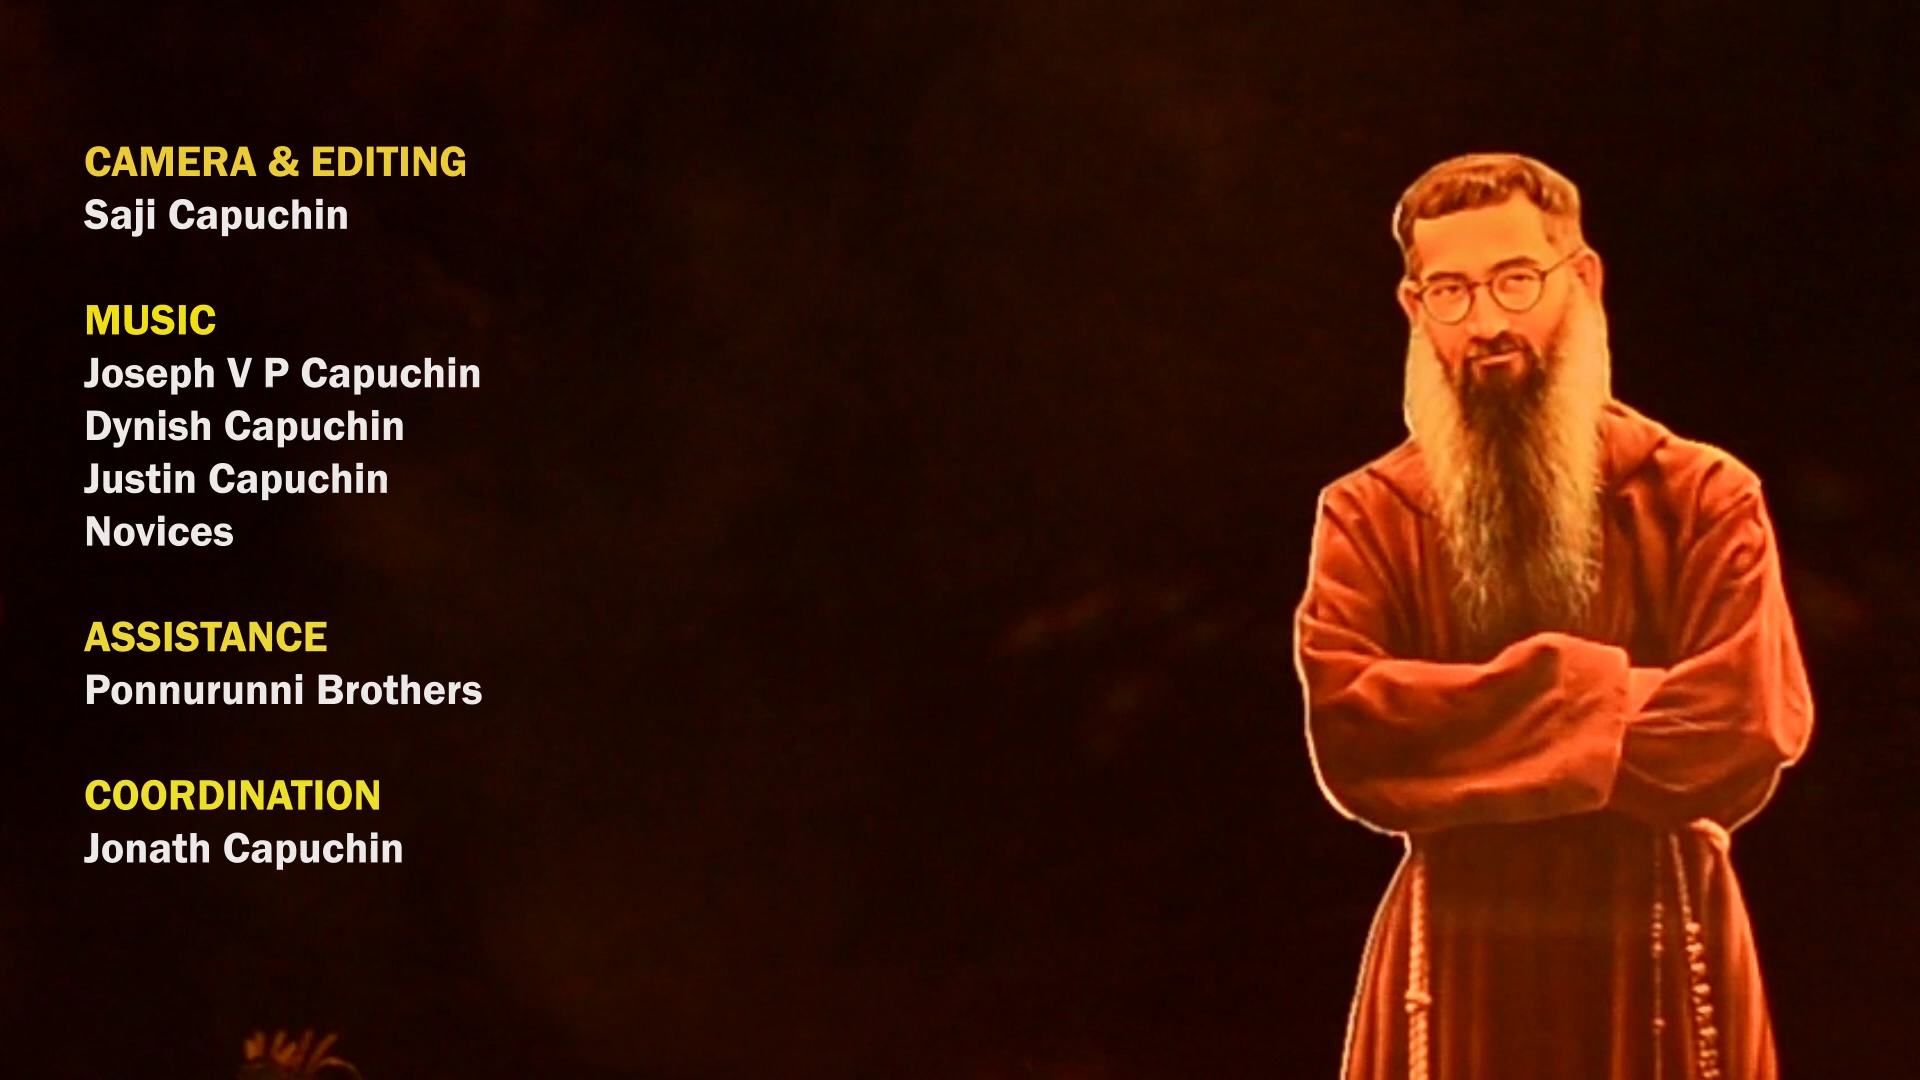 CAMERA & EDITING
Saji Capuchin
MUSIC
Joseph V P Capuchin
Dynish Capuchin
Justin Capuchin
Novices
ASSISTANCE
Ponnurunni Brothers
COORDINATION
Jonath Capuchin